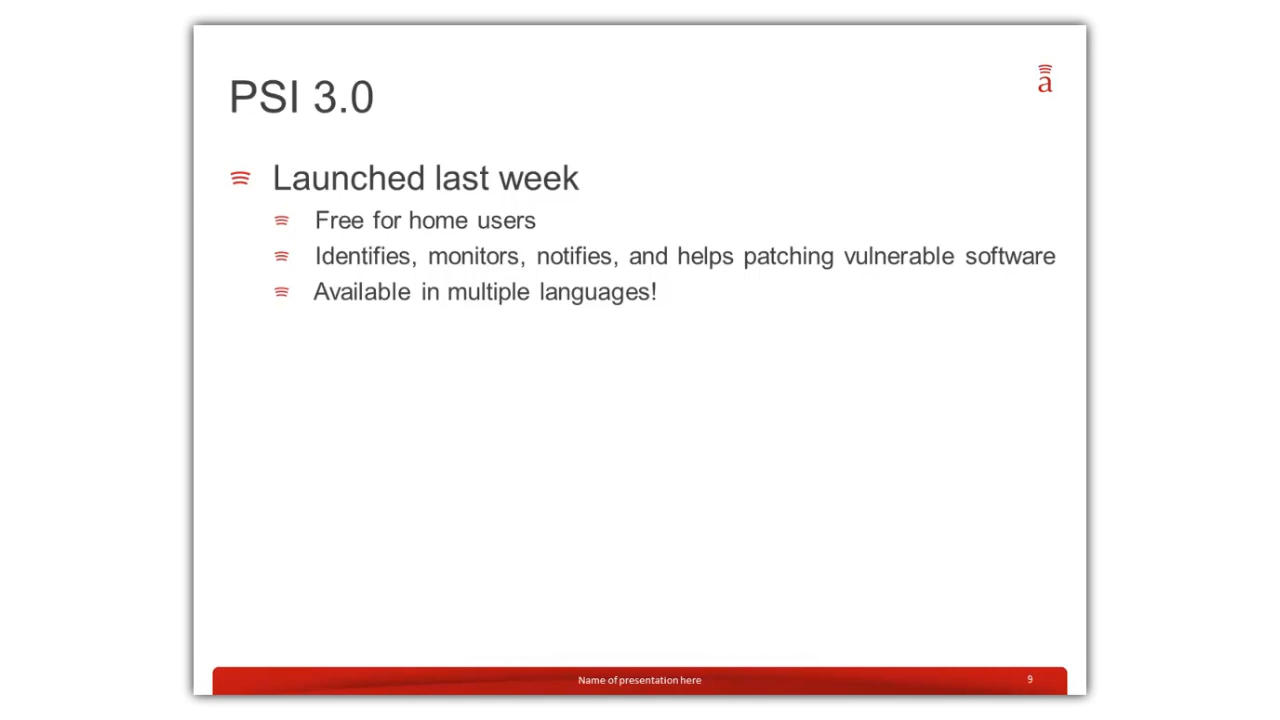 PSI 3.0
a
Launched last week
Free for home users
Identifies, monitors, notifies, and helps patching vulnerable software
Available in multiple languages!
Name of presentation here
9